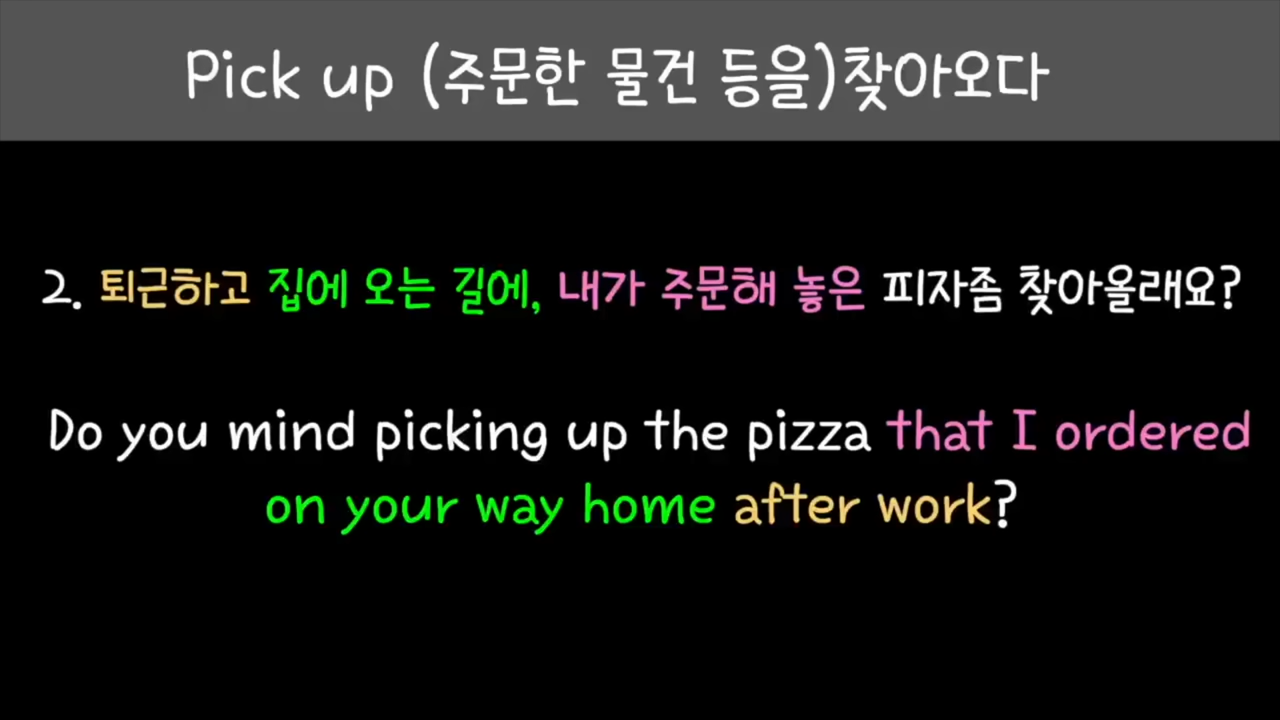 Pick up (주문한 물건 등을)찾아오다
2. 퇴근하고 집에 오는 길에, 내가 주문해 놓은 피자좀 찾아올래요?
Do you mind picking up the pizza that I ordered
on your way home after work?